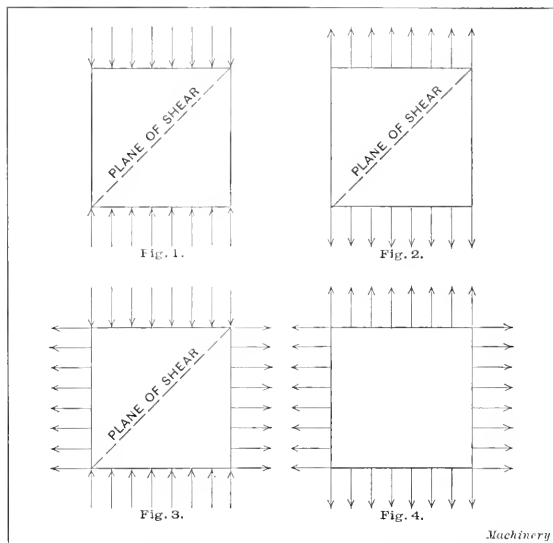 PLANE OF SHEAR
PLANE OF SHEAR
Fig. 1.
Fig. 2.
PLANE OF SHEAR
Fig. 3.
Fig. 4.
Machinery